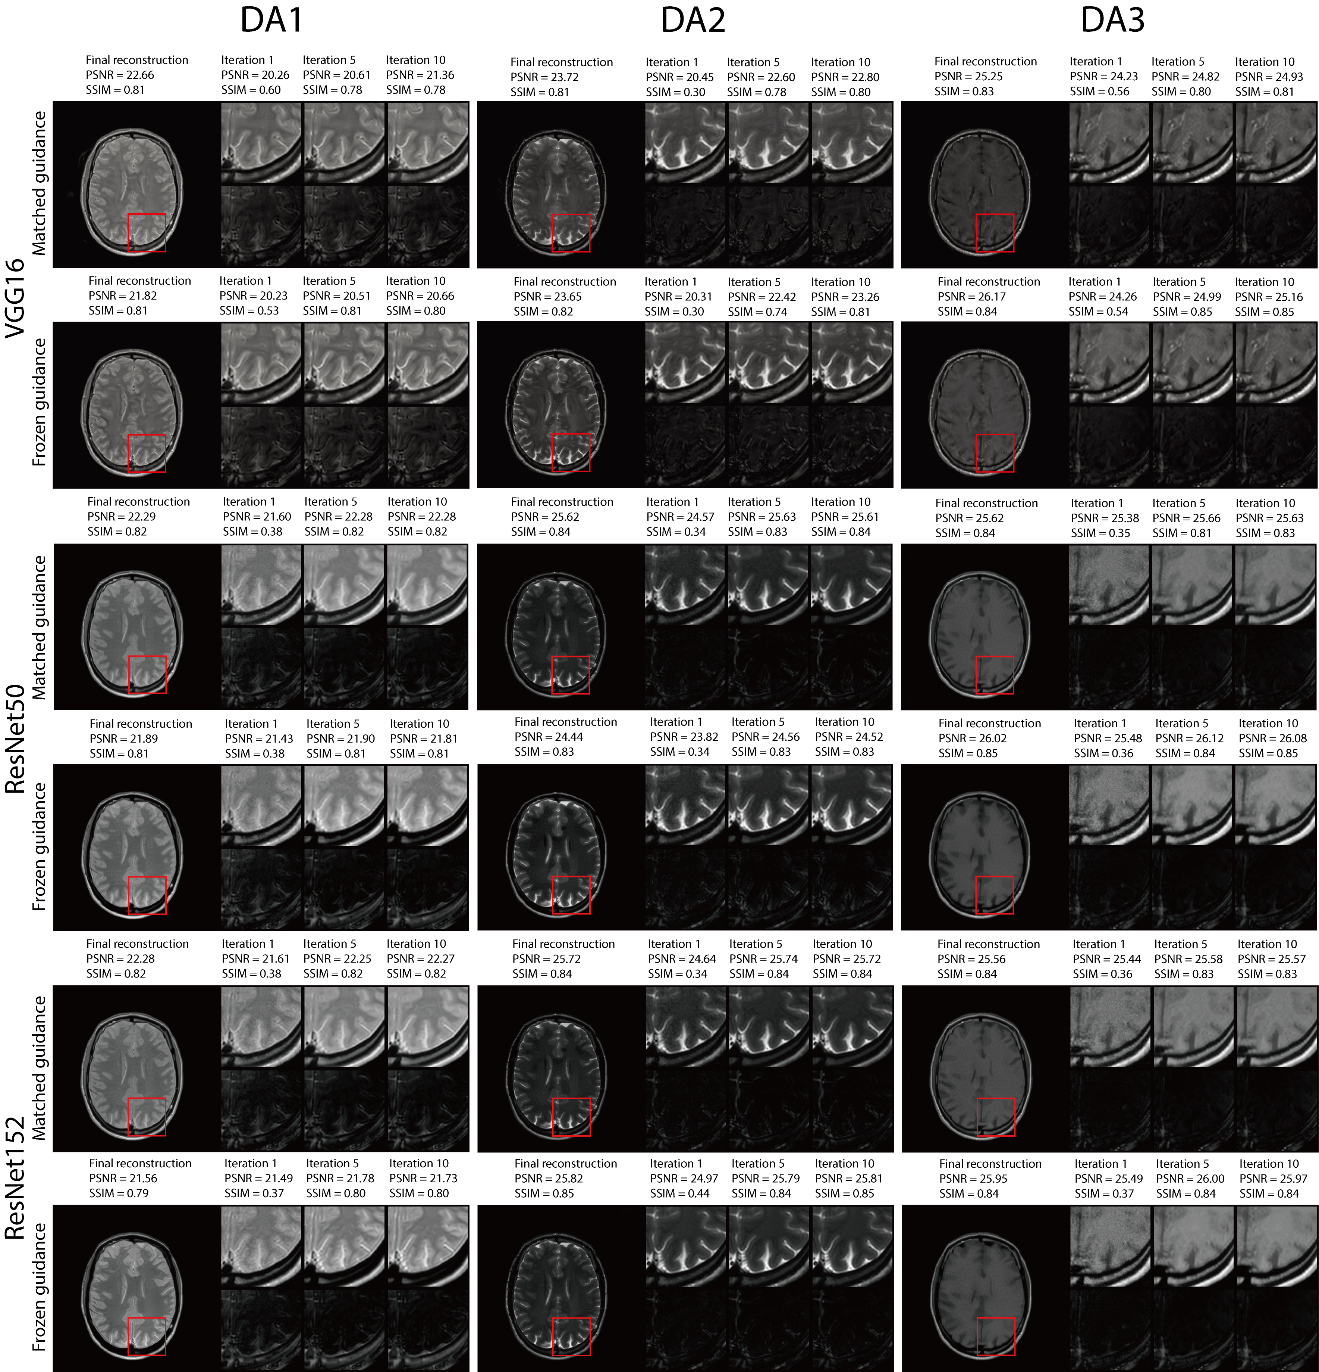 DA1
DA2
DA3
VGG16
Matched guidance
Final reconstruction
PSNR = 22.66
SSIM = 0.81
Iteration 1
PSNR = 20.26
SSIM = 0.60
Iteration 5
PSNR = 20.61
SSIM = 0.78
Iteration 10
PSNR = 21.36
SSIM = 0.78
Final reconstruction
PSNR = 23.72
SSIM = 0.81
Iteration 1
PSNR = 20.45
SSIM = 0.30
Iteration 5
PSNR = 22.60
SSIM = 0.78
Iteration 10
PSNR = 22.80
SSIM = 0.80
Final reconstruction
PSNR = 25.25
SSIM = 0.83
Iteration 1
PSNR = 24.23
SSIM = 0.56
Iteration 5
PSNR = 24.82
SSIM = 0.80
Iteration 10
PSNR = 24.93
SSIM = 0.81
Frozen guidance
Final reconstruction
PSNR = 21.82
SSIM = 0.81
Iteration 1
PSNR = 20.23
SSIM = 0.53
Iteration 5
PSNR = 20.51
SSIM = 0.81
Iteration 10
PSNR = 20.66
SSIM = 0.80
Final reconstruction
PSNR = 23.65
SSIM = 0.82
Iteration 1
PSNR = 20.31
SSIM = 0.30
Iteration 5
PSNR = 22.42
SSIM = 0.74
Iteration 10
PSNR = 23.26
SSIM = 0.81
Final reconstruction
PSNR = 26.17
SSIM = 0.84
Iteration 1
PSNR = 24.26
SSIM = 0.54
Iteration 5
PSNR = 24.99
SSIM = 0.85
Iteration 10
PSNR = 25.16
SSIM = 0.85
ResNet50
Matched guidance
Final reconstruction
PSNR = 22.29
SSIM = 0.82
Iteration 1
PSNR = 21.60
SSIM = 0.38
Iteration 5
PSNR = 22.28
SSIM = 0.82
Iteration 10
PSNR = 22.28
SSIM = 0.82
Final reconstruction
PSNR = 25.62
SSIM = 0.84
Iteration 1
PSNR = 24.57
SSIM = 0.34
Iteration 5
PSNR = 25.63
SSIM = 0.83
Iteration 10
PSNR = 25.61
SSIM = 0.84
Final reconstruction
PSNR = 25.62
SSIM = 0.84
Iteration 1
PSNR = 25.38
SSIM = 0.35
Iteration 5
PSNR = 25.66
SSIM = 0.81
Iteration 10
PSNR = 25.63
SSIM = 0.83
Frozen guidance
Final reconstruction
PSNR = 21.89
SSIM = 0.81
Iteration 1
PSNR = 21.43
SSIM = 0.38
Iteration 5
PSNR = 21.90
SSIM = 0.81
Iteration 10
PSNR = 21.81
SSIM = 0.81
Final reconstruction
PSNR = 24.44
SSIM = 0.83
Iteration 1
PSNR = 23.82
SSIM = 0.34
Iteration 5
PSNR = 24.56
SSIM = 0.83
Iteration 10
PSNR = 24.52
SSIM = 0.83
Final reconstruction
PSNR = 26.02
SSIM = 0.85
Iteration 1
PSNR = 25.48
SSIM = 0.36
Iteration 5
PSNR = 26.12
SSIM = 0.84
Iteration 10
PSNR = 26.08
SSIM = 0.85
ResNet152
Matched guidance
Final reconstruction
PSNR = 22.28
SSIM = 0.82
Iteration 1
PSNR = 21.61
SSIM = 0.38
Iteration 5
PSNR = 22.25
SSIM = 0.82
Iteration 10
PSNR = 22.27
SSIM = 0.82
Final reconstruction
PSNR = 25.72
SSIM = 0.84
Iteration 1
PSNR = 24.64
SSIM = 0.34
Iteration 5
PSNR = 25.74
SSIM = 0.84
Iteration 10
PSNR = 25.72
SSIM = 0.84
Final reconstruction
PSNR = 25.56
SSIM = 0.84
Iteration 1
PSNR = 25.44
SSIM = 0.36
Iteration 5
PSNR = 25.58
SSIM = 0.83
Iteration 10
PSNR = 25.57
SSIM = 0.83
Frozen guidance
Final reconstruction
PSNR = 21.56
SSIM = 0.79
Iteration 1
PSNR = 21.49
SSIM = 0.37
Iteration 5
PSNR = 21.78
SSIM = 0.80
Iteration 10
PSNR = 21.73
SSIM = 0.80
Final reconstruction
PSNR = 25.82
SSIM = 0.85
Iteration 1
PSNR = 24.97
SSIM = 0.44
Iteration 5
PSNR = 25.79
SSIM = 0.84
Iteration 10
PSNR = 25.81
SSIM = 0.85
Final reconstruction
PSNR = 25.95
SSIM = 0.84
Iteration 1
PSNR = 25.49
SSIM = 0.37
Iteration 5
PSNR = 26.00
SSIM = 0.84
Iteration 10
PSNR = 25.97
SSIM = 0.84